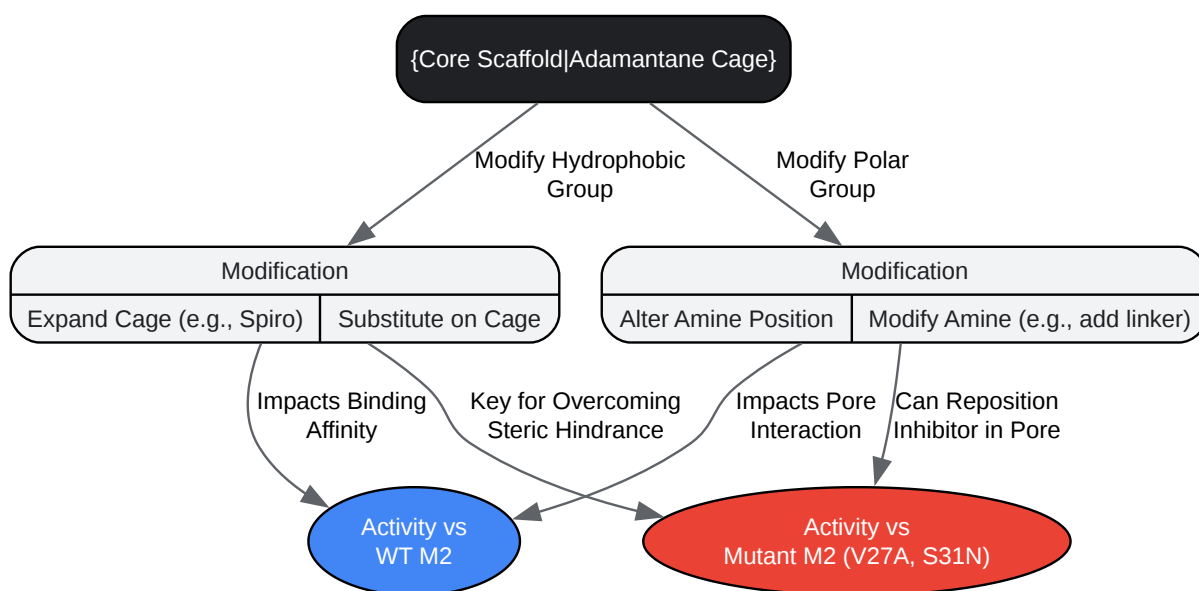 {Core Scaffold|Adamantane Cage}
Modify Hydrophobic
Group
Modify Polar
Group
Modification
Expand Cage (e.g., Spiro)
Substitute on Cage
Modification
Alter Amine Position
Modify Amine (e.g., add linker)
Impacts Binding
Affinity
Key for Overcoming
Steric Hindrance
Impacts Pore
Interaction
Can Reposition
Inhibitor in Pore
Activity vs
WT M2
Activity vs
Mutant M2 (V27A, S31N)